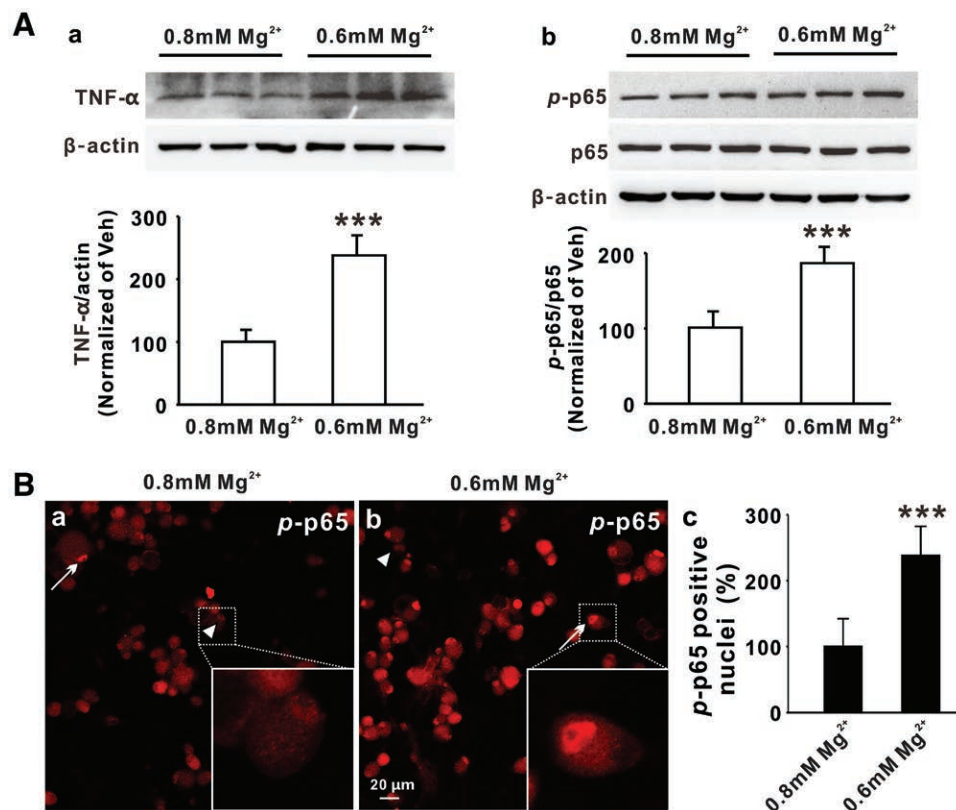 A
a
0.8mM Mg²⁺ 0.6mM Mg²⁺
TNF-α
β-actin
300
200
100
0
TNF-α/actin
(Normalized of Veh)
***
0.8mM Mg²⁺ 0.6mM Mg²⁺
b
0.8mM Mg²⁺ 0.6mM Mg²⁺
p-p65
p65
β-actin
200
100
0
p-p65/p65
(Normalized of Veh)
***
0.8mM Mg²⁺ 0.6mM Mg²⁺
B
0.8mM Mg²⁺ 0.6mM Mg²⁺
a p-p65
b p-p65
20 µm
c
300
200
100
0
p-p65 positive
nuclei (%)
***
0.8mM Mg²⁺
0.6mM Mg²⁺